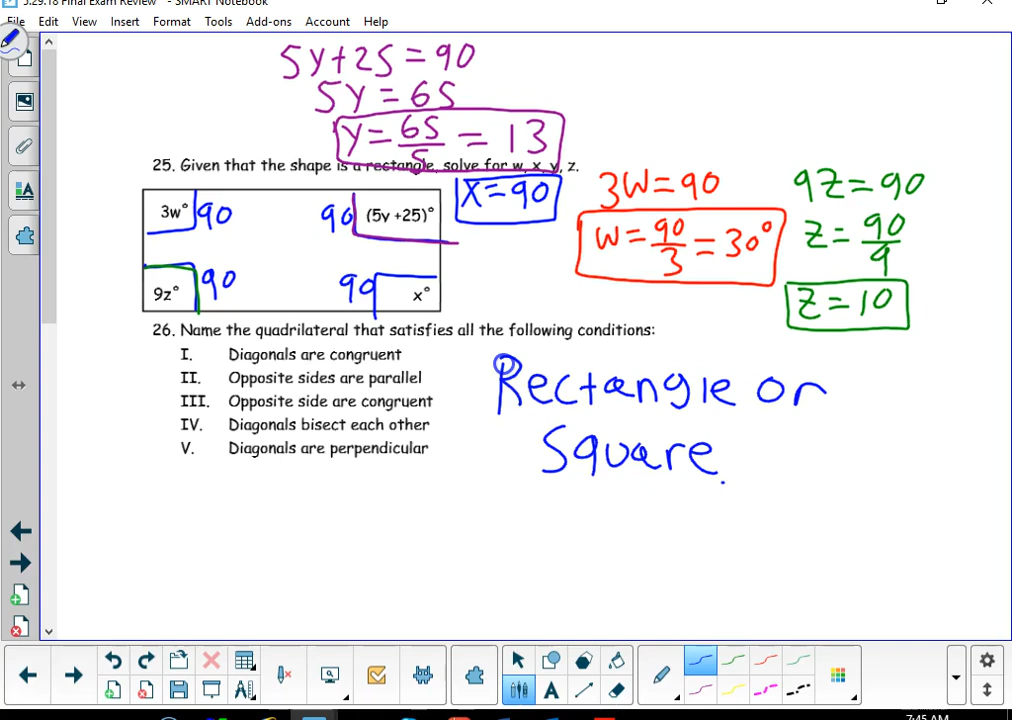 5.29.18 Final Exam Review * - SMART Notebook
File Edit View Insert Format Tools Add-ons Account Help
5y+25=90
5y=65
y=65/5=13
25. Given that the shape is a rectangle, solve for w, x, y, z.
x=90
3w=90
9z=90
3w° 90 90 (5y +25)°
w=90/3=30°
z=90/9
9z° 90 90 x°
z=10
26. Name the quadrilateral that satisfies all the following conditions:
I. Diagonals are congruent
II. Opposite sides are parallel
III. Opposite side are congruent
IV. Diagonals bisect each other
V. Diagonals are perpendicular
Rectangle or
Square.
A
7:45 AM